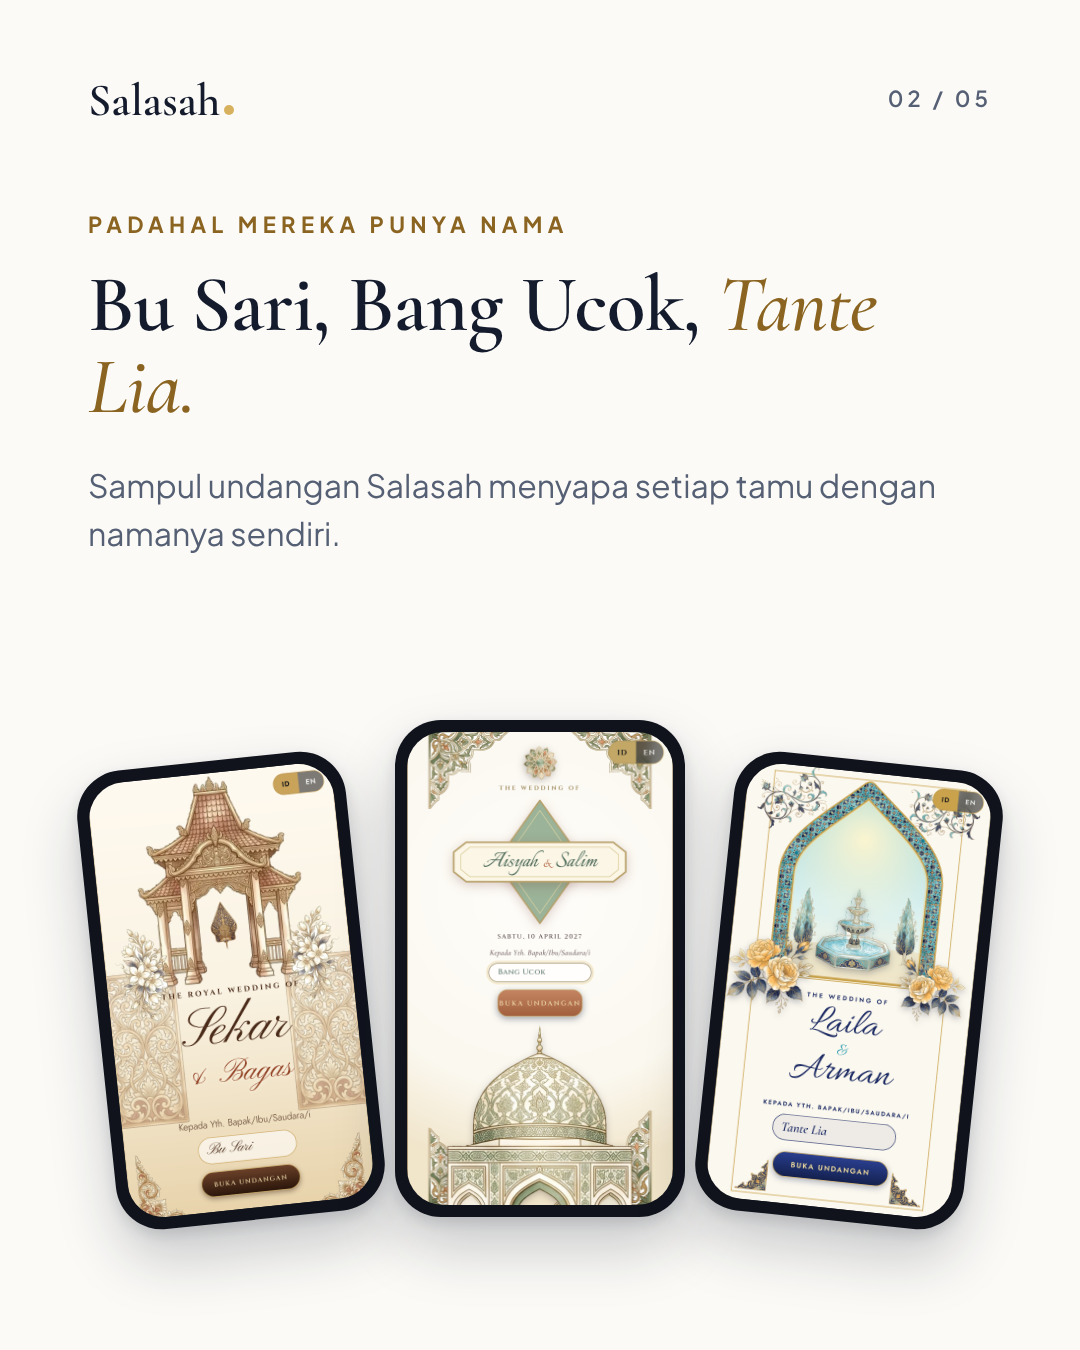 Salasah.
02 / 05
PADAHAL MEREKA PUNYA NAMA
Bu Sari, Bang Ucok, Tante
Lia.
Sampul undangan Salasah menyapa setiap tamu dengan
namanya sendiri.
ID EN
THE ROYAL WEDDING OF
Sekar
& Bagas
Kepada Yth. Bapak/Ibu/Saudara/i
Bu Sari
BUKA UNDANGAN
ID EN
THE WEDDING OF
Aisyah & Salim
SABTU, 10 APRIL 2027
Kepada Yth. Bapak/Ibu/Saudara/i
BANG UCOK
BUKA UNDANGAN
ID EN
THE WEDDING OF
Laila
&
Arman
KEPADA YTH. BAPAK/IBU/SAUDARA/I
Tante Lia
BUKA UNDANGAN